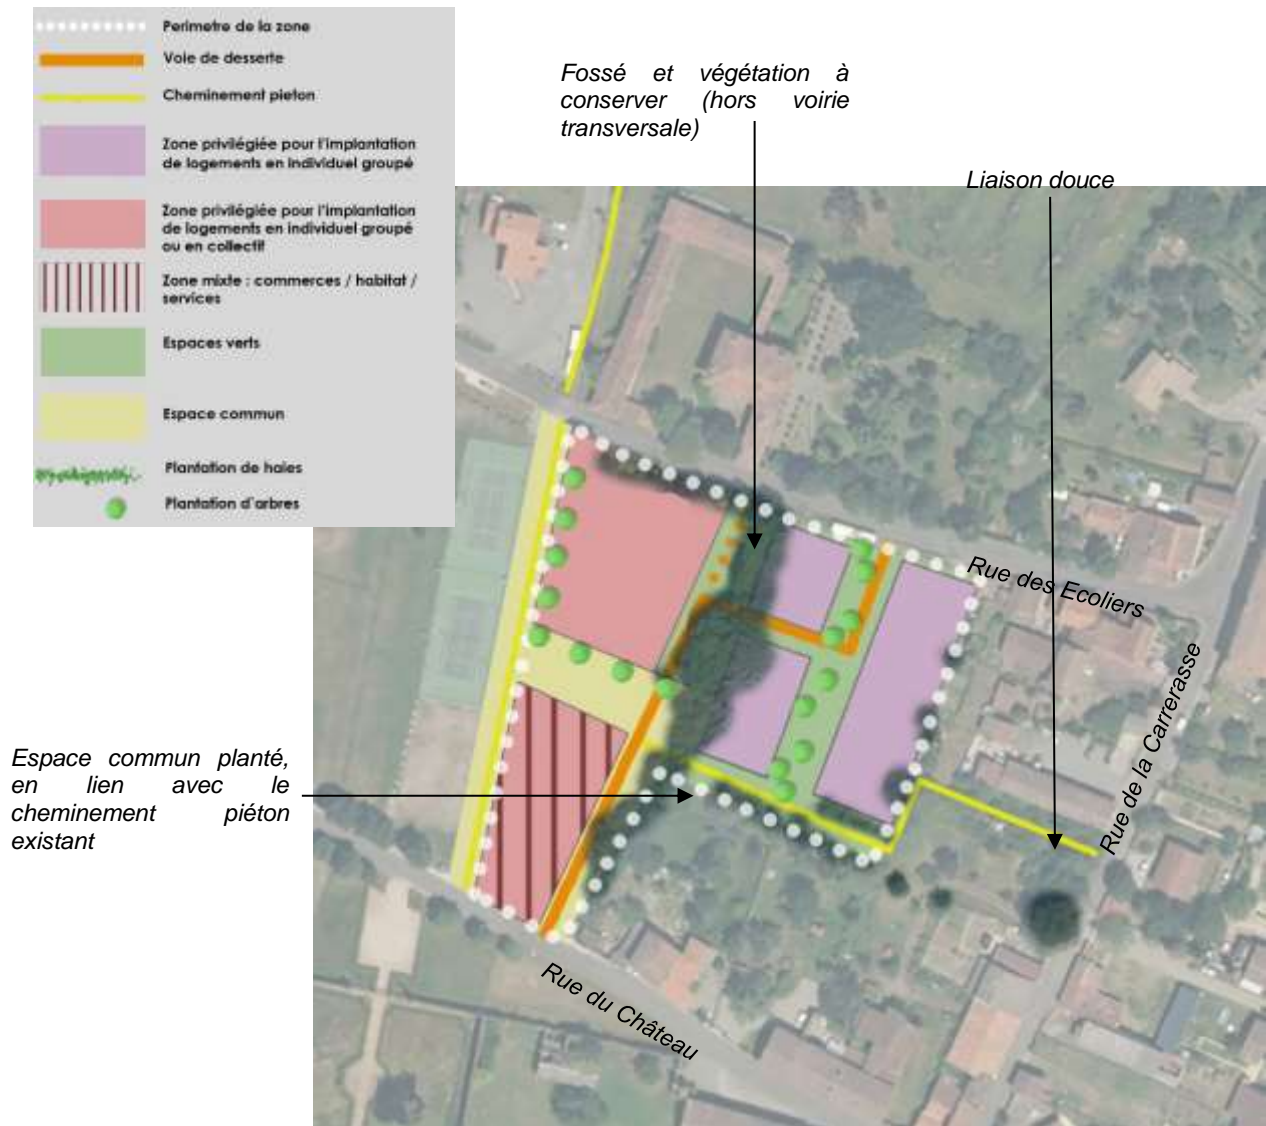 Perimetre de la zone
Voie de desserte
Cheminement pieton
Zone privilégiée pour l'implantation
de logements en individuel groupé
Zone privilégiée pour l'implantation
de logements en individuel groupé
ou en collectif
Zone mixte : commerces / habitat /
services
Espaces verts
Espace commun
Plantation de haies
Plantation d'arbres
Fossé et végétation à
conserver (hors voirie
transversale)
Liaison douce
Rue des Ecoliers
Rue de la Carrerasse
Espace commun planté,
en lien avec le
cheminement piéton
existant
Rue du Château